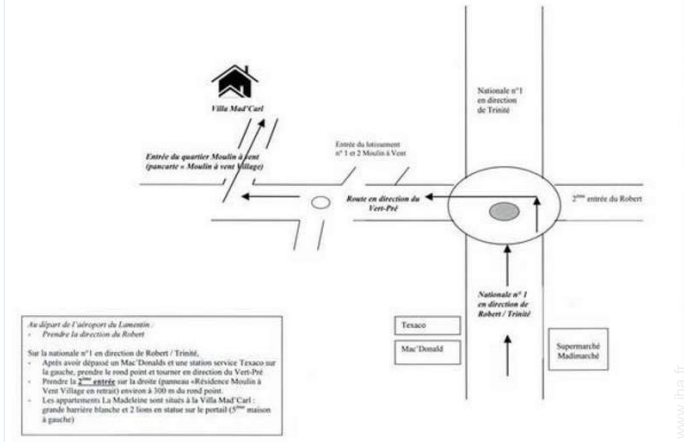 Nationale n°1
en direction
de Trinité
Villa Mad'Carl
Entrée du quartier Moulin à vent
(pancarte « Moulin à vent Village)
Entrée du lotissement
n° 1 et 2 Moulin à Vent
Route en direction du
Vert-Pré
2ème entrée du Robert
Nationale n° 1
en direction de
Robert / Trinité
Texaco
Mac'Donald
Supermarché
Madimarché
Au départ de l'aéroport du Lamentin :
- Prendre la direction du Robert
Sur la nationale n°1 en direction de Robert / Trinité,
- Après avoir dépassé un Mac'Donalds et une station service Texaco sur
la gauche, prendre le rond point et tourner en direction du Vert-Pré
- Prendre la 2ème entrée sur la droite (panneau «Résidence Moulin à
Vent Village en retrait) environ à 300 m du rond point.
- Les appartements La Madeleine sont situés à la Villa Mad'Carl :
grande barrière blanche et 2 lions en statue sur le portail (5ème maison
à gauche)
www.iha.fr